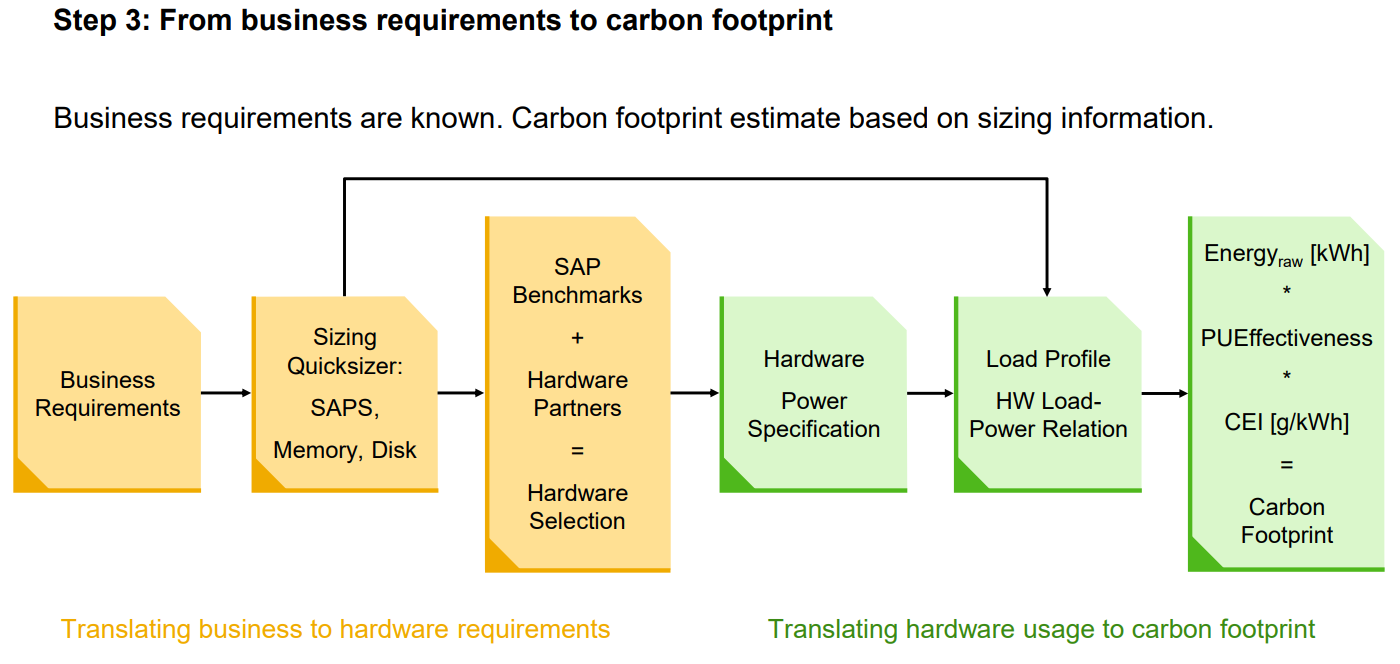 Step 3: From business requirements to carbon footprint
Business requirements are known. Carbon footprint estimate based on sizing information.
Business
Requirements
Sizing
Quicksizer:
SAPS,
Memory, Disk
SAP
Benchmarks
+
Hardware
Partners
=
Hardware
Selection
Hardware
Power
Specification
Load Profile
HW Load-
Power Relation
Energyraw [kWh]
*
PUEffectiveness
*
CEI [g/kWh]
=
Carbon
Footprint
Translating business to hardware requirements
Translating hardware usage to carbon footprint